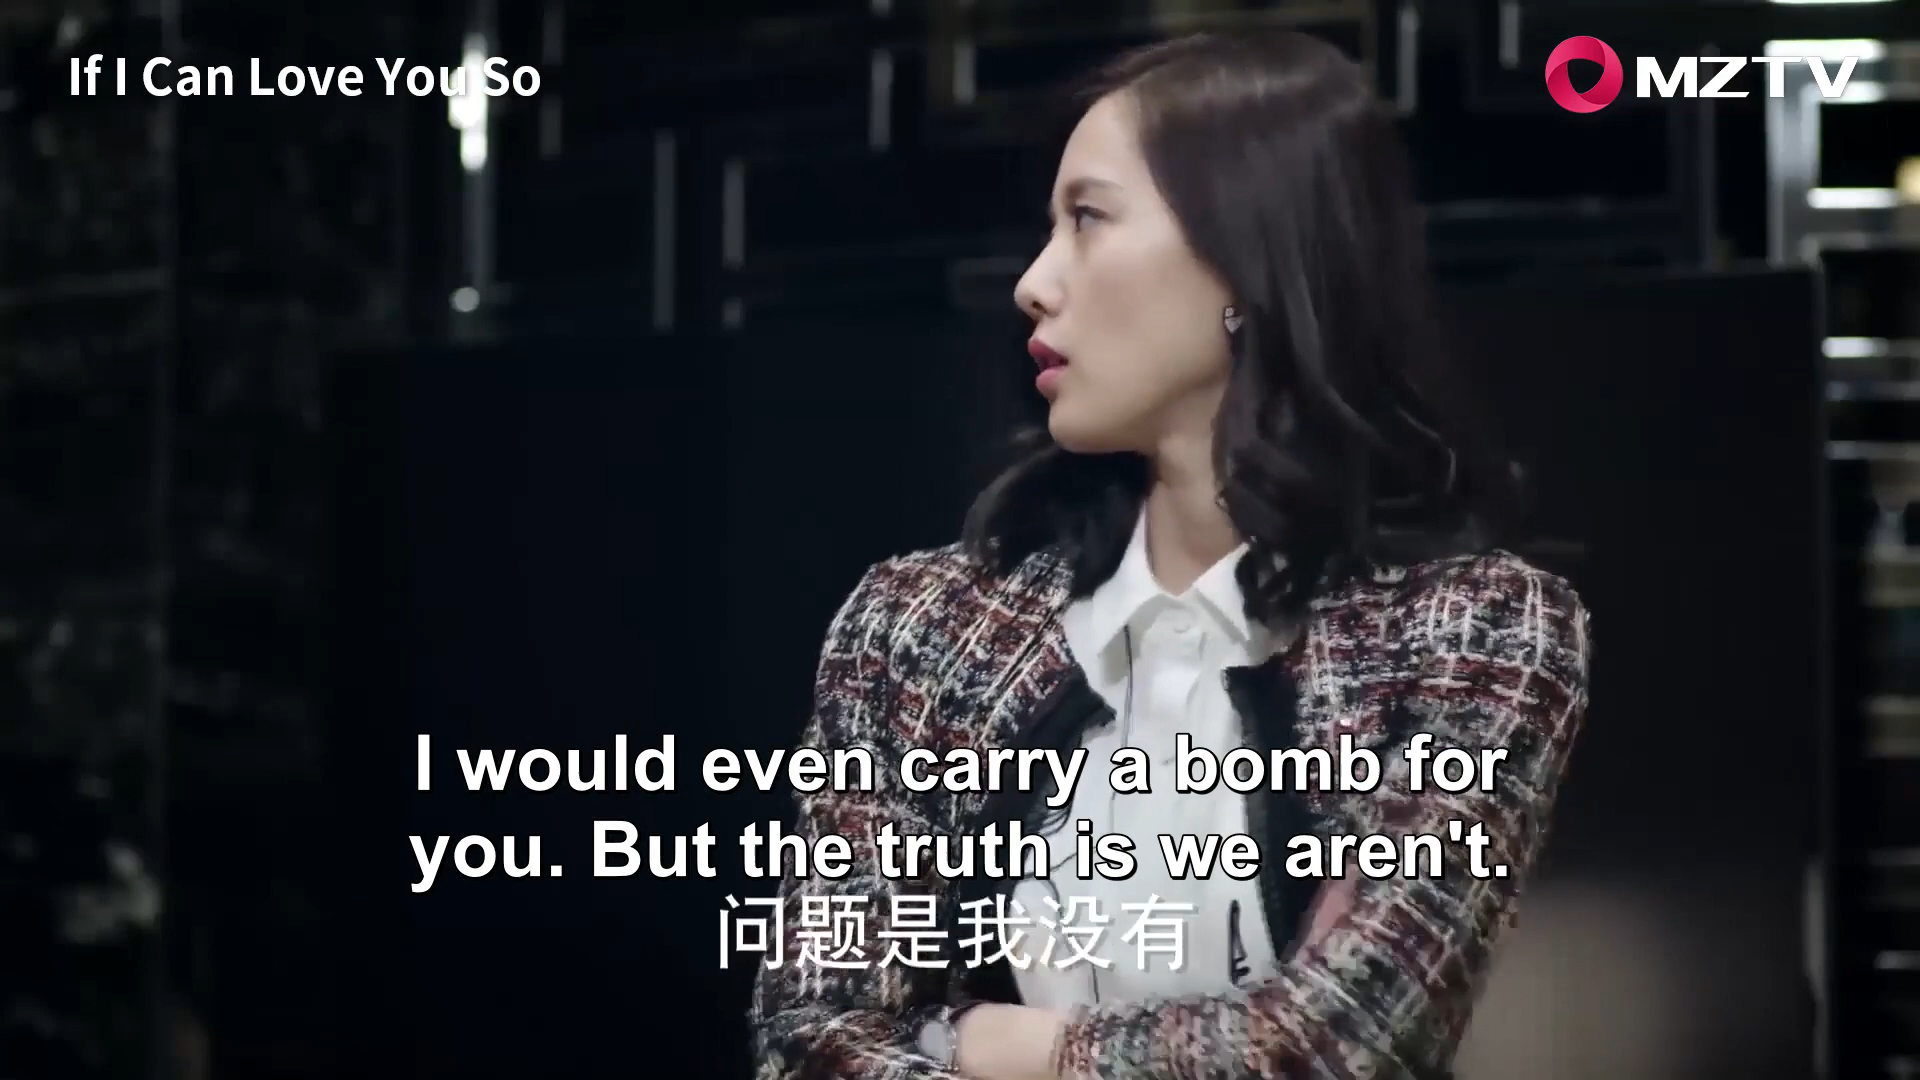 If I Can Love You So
MZTV
I would even carry a bomb for
you. But the truth is we aren't.
问题是我没有